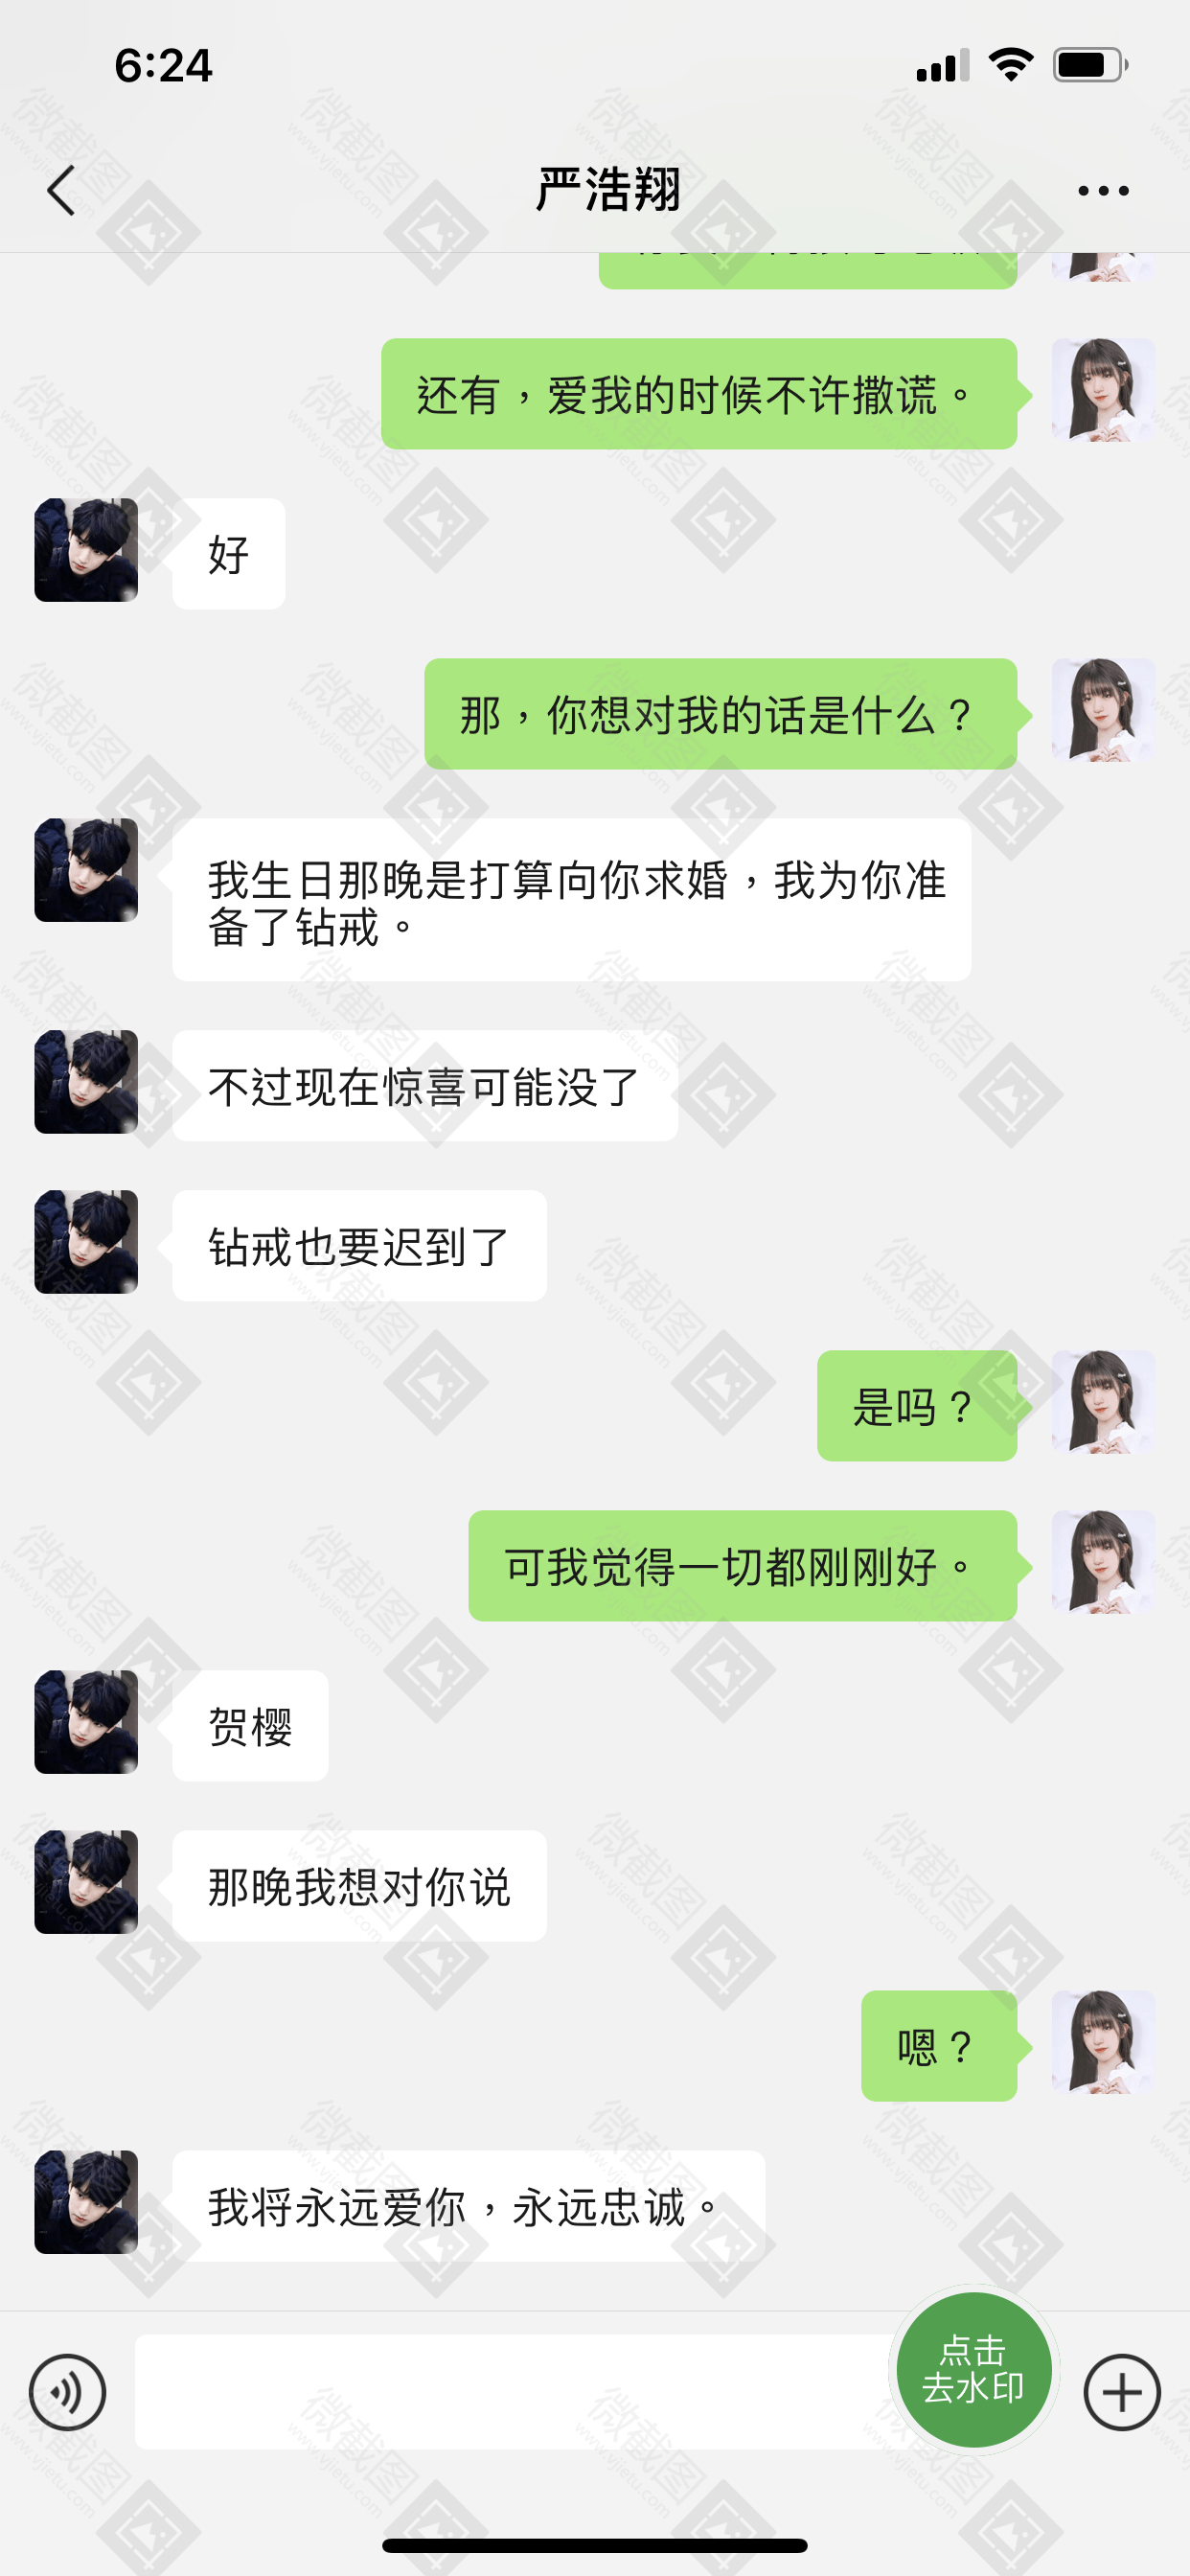 6:24
严浩翔
还有，爱我的时候不许撒谎。
好
那，你想对我的话是什么？
我生日那晚是打算向你求婚，我为你准
备了钻戒。
不过现在惊喜可能没了
钻戒也要迟到了
是吗？
可我觉得一切都刚刚好。
贺樱
那晚我想对你说
嗯？
我将永远爱你，永远忠诚。
点击
去水印
微截图
www.vjietu.com